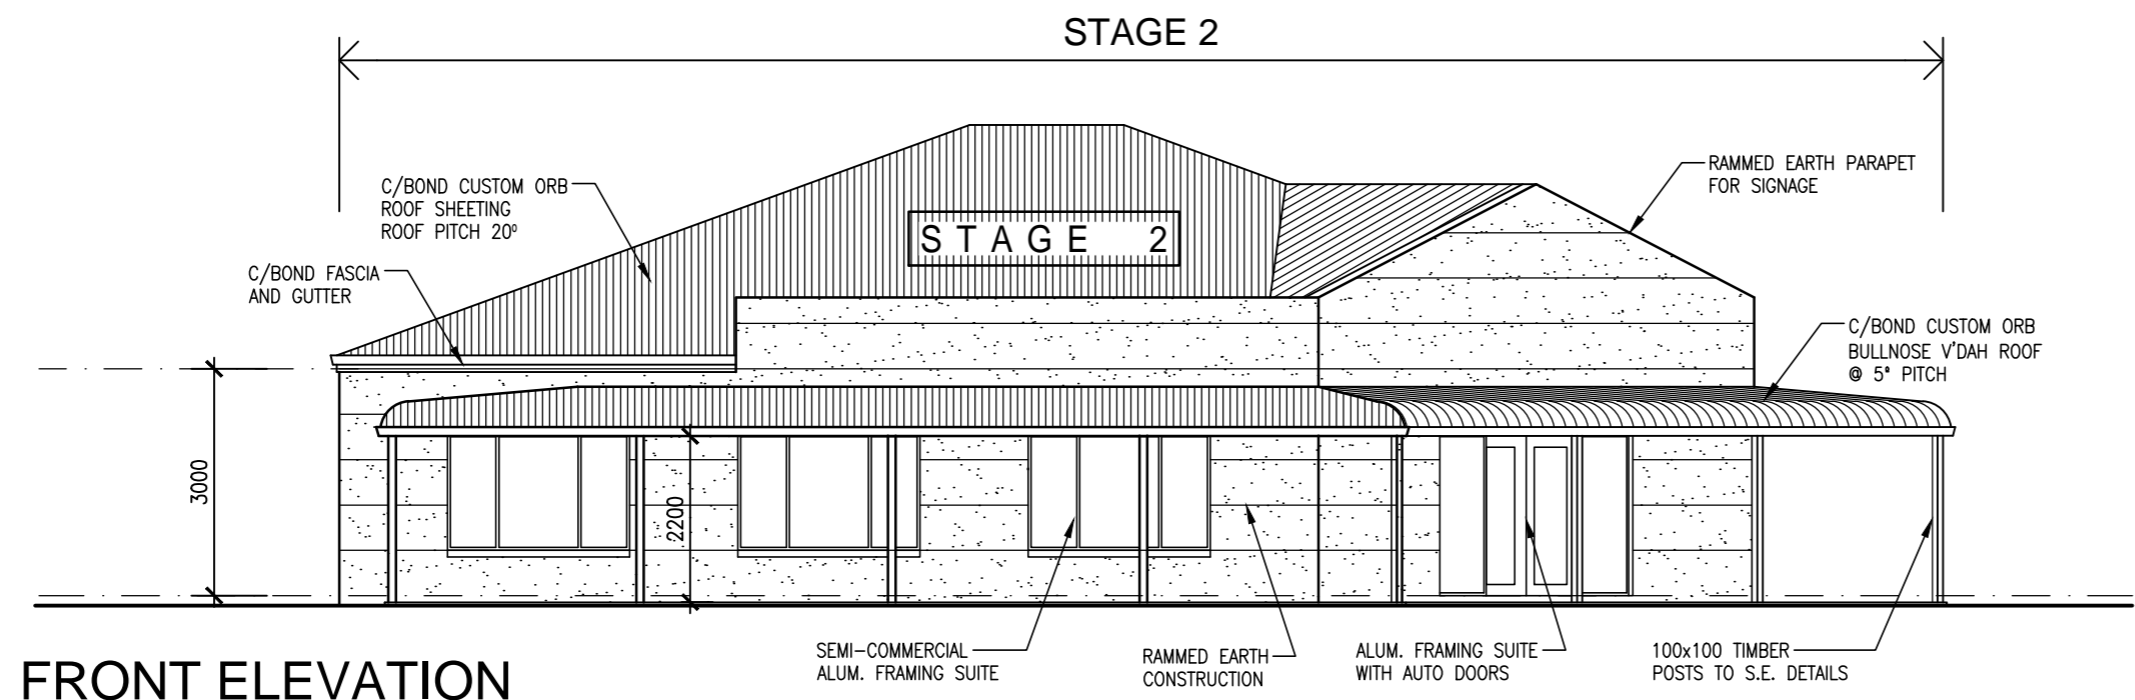 STAGE 2
C/BOND CUSTOM ORB
ROOF SHEETING
ROOF PITCH 20º
RAMMED EARTH PARAPET
FOR SIGNAGE
STAGE 2
C/BOND FASCIA
AND GUTTER
C/BOND CUSTOM ORB
BULLNOSE V'DAH ROOF
@ 5º PITCH
3000
2200
SEMI-COMMERCIAL
ALUM. FRAMING SUITE
RAMMED EARTH
CONSTRUCTION
ALUM. FRAMING SUITE
WITH AUTO DOORS
100x100 TIMBER
POSTS TO S.E. DETAILS
FRONT ELEVATION